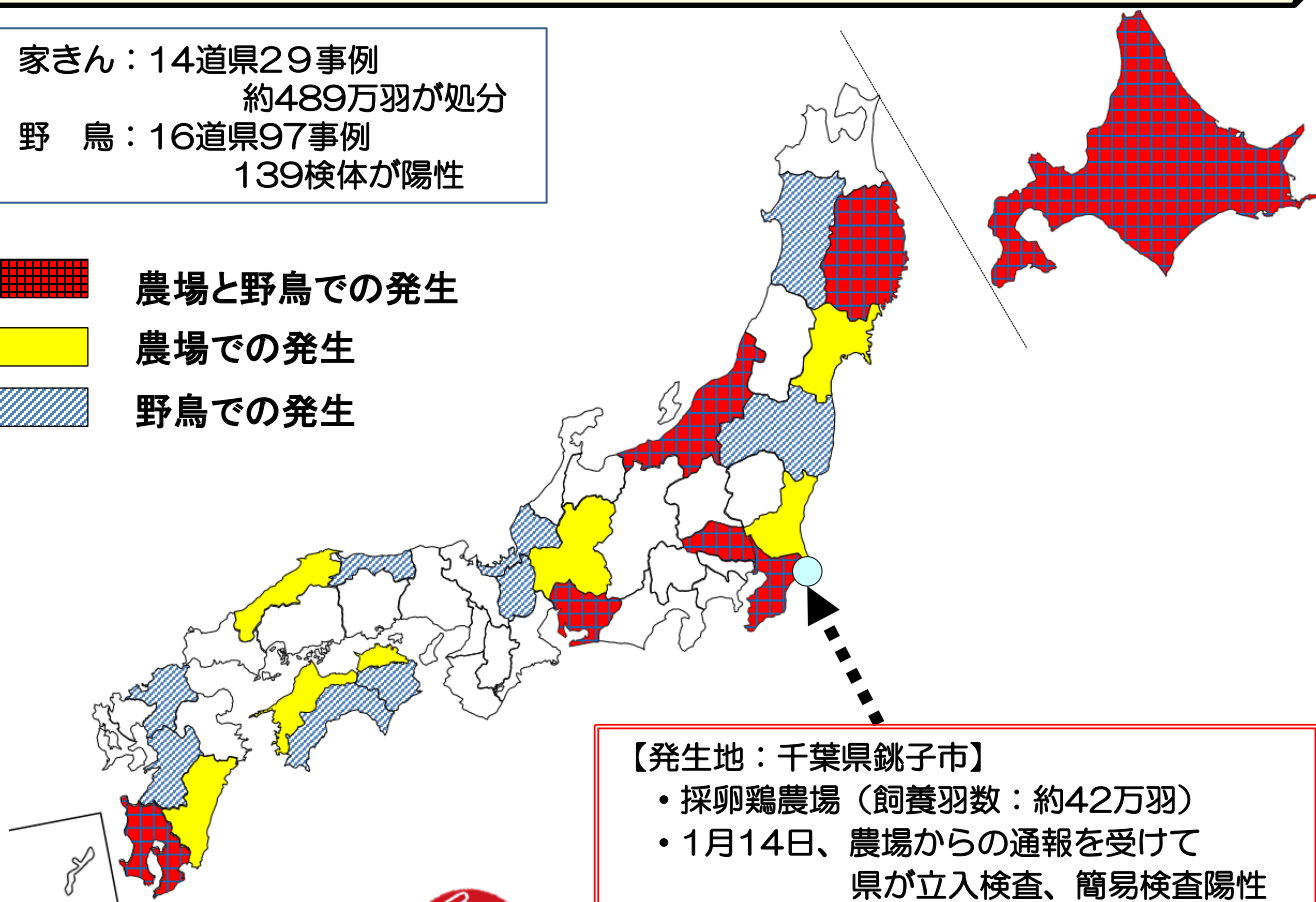 家きん：14道県29事例
約489万羽が処分
野　鳥：16道県97事例
139検体が陽性
農場と野鳥での発生
農場での発生
野鳥での発生
【発生地：千葉県銚子市】
・採卵鶏農場（飼養羽数：約42万羽）
・1月14日、農場からの通報を受けて
県が立入検査、簡易検査陽性